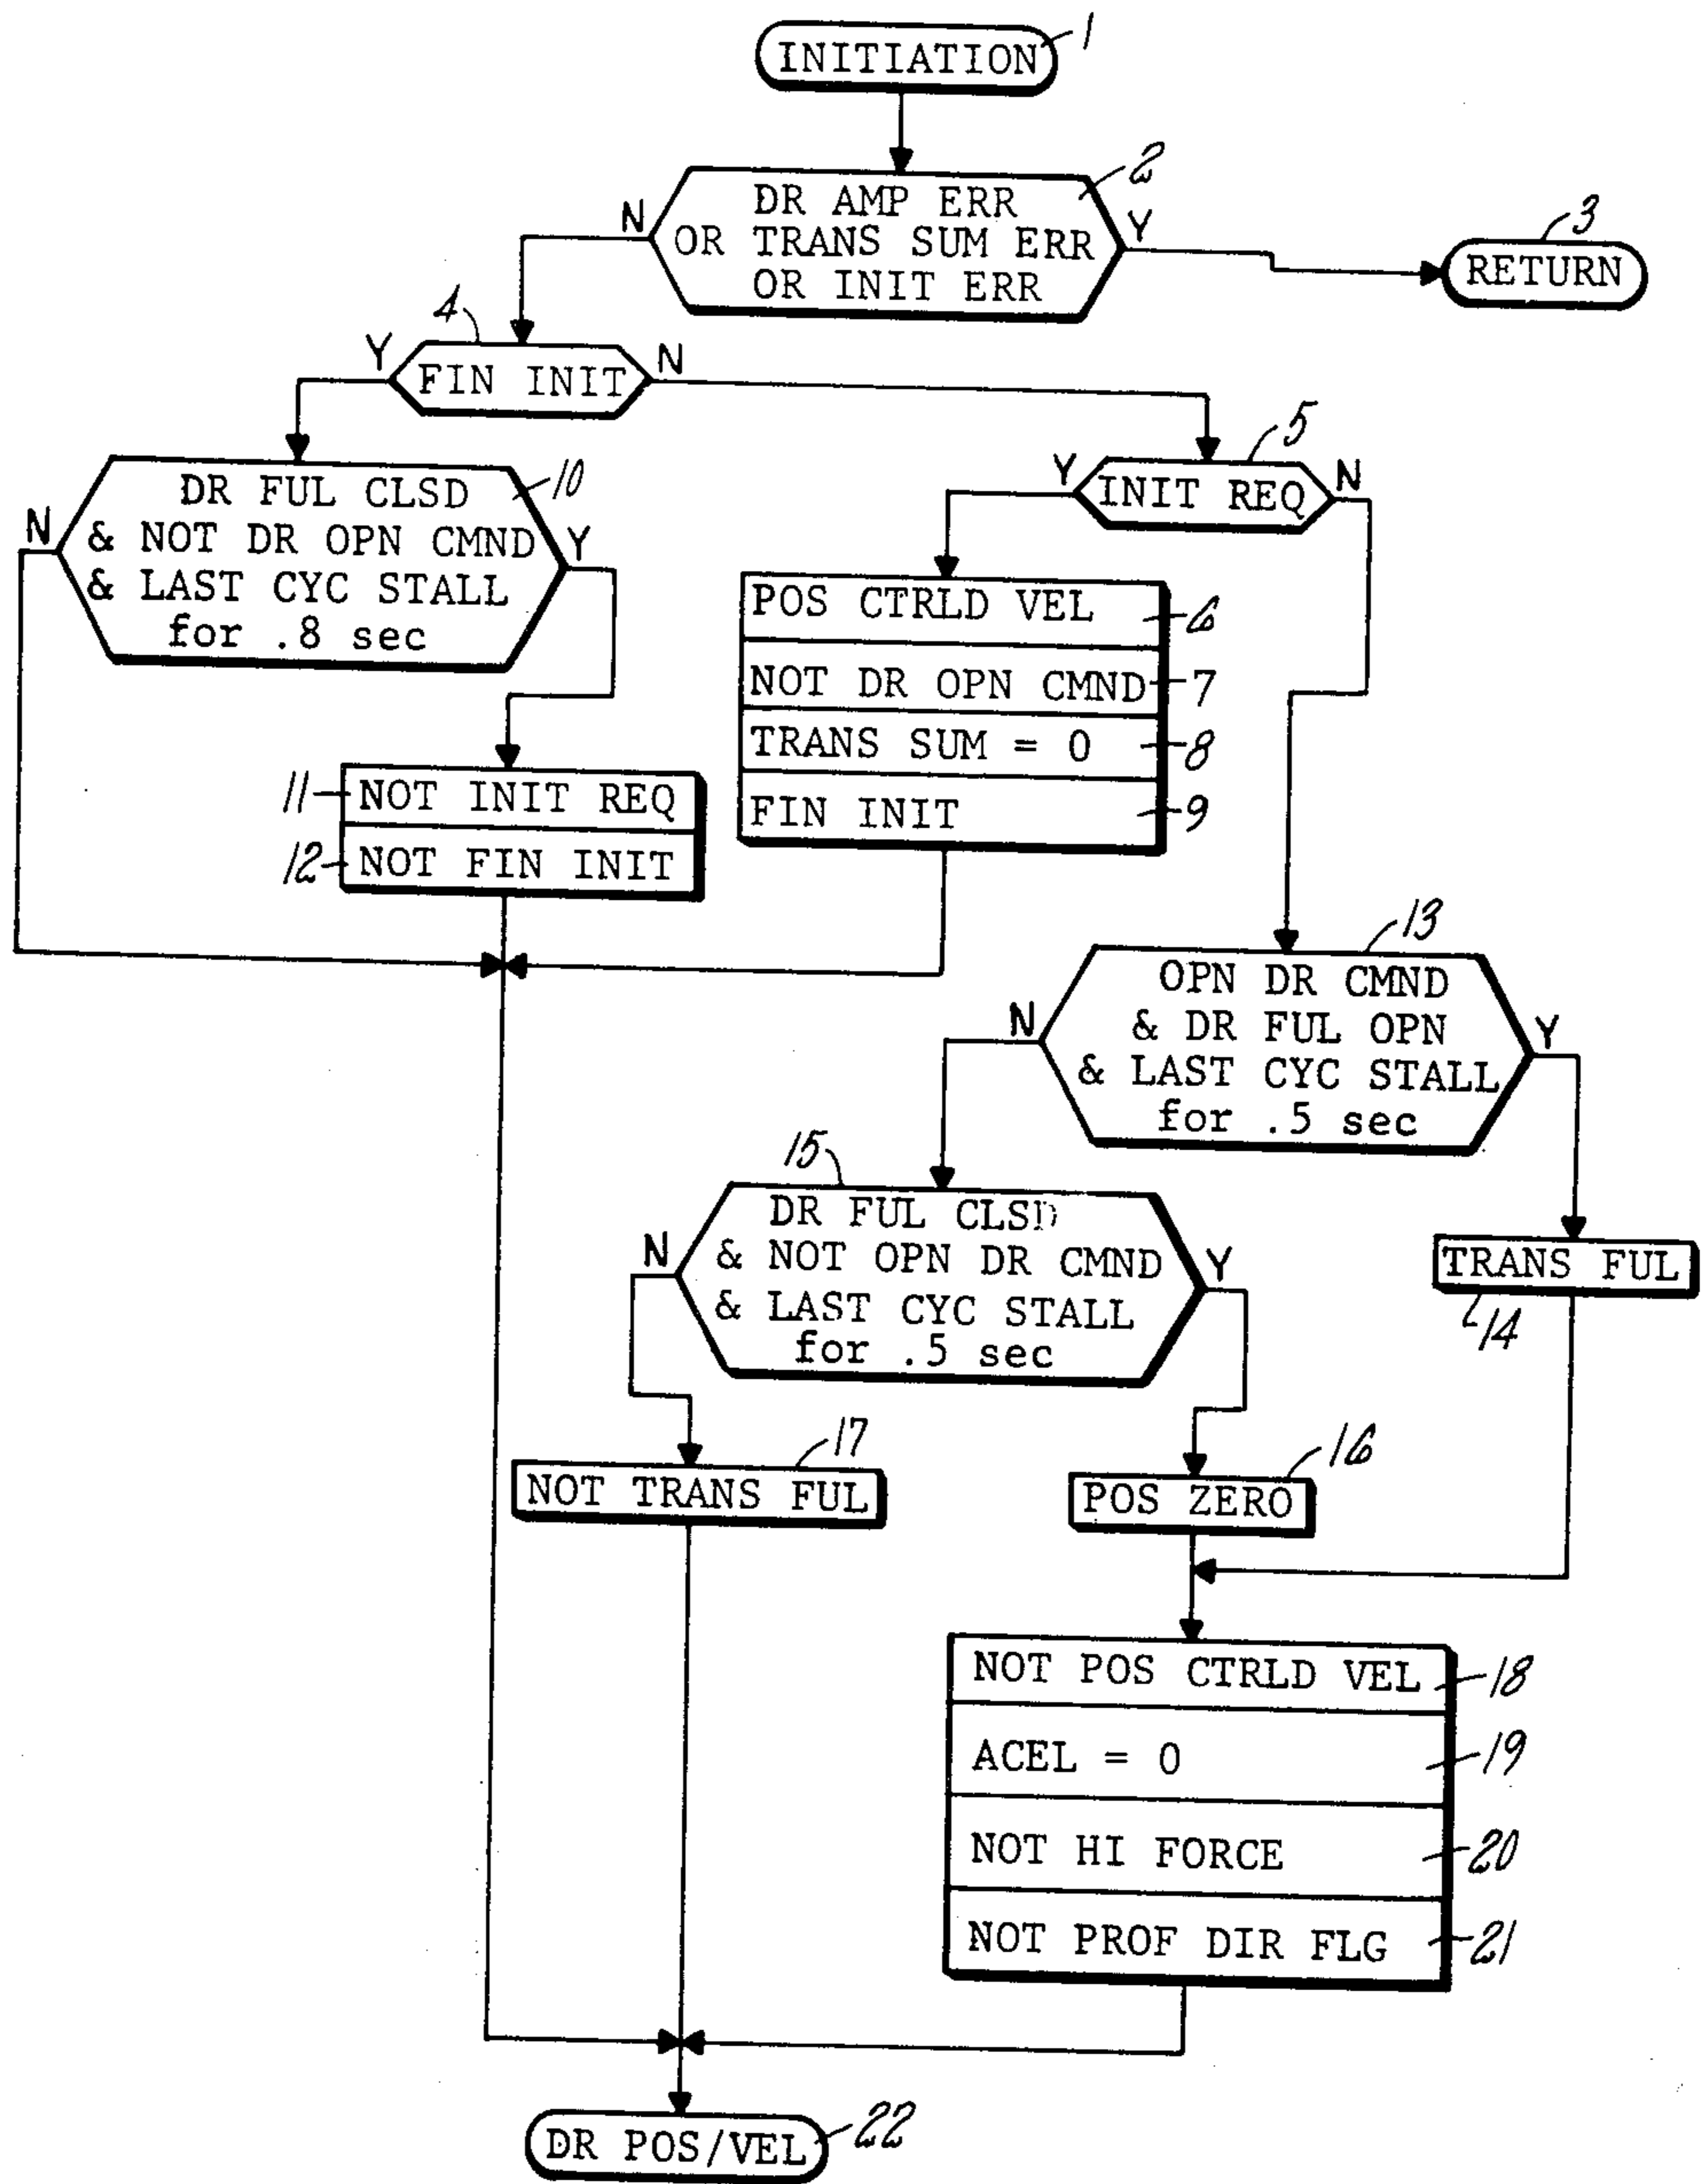 INITIATION
1
DR AMP ERR
OR TRANS SUM ERR
OR INIT ERR
2
N
Y
RETURN
3
FIN INIT
4
Y
N
INIT REQ
5
Y
N
DR FUL CLSD
& NOT DR OPN CMND
& LAST CYC STALL
for .8 sec
10
N
Y
POS CTRLD VEL
6
NOT DR OPN CMND
7
TRANS SUM = 0
8
FIN INIT
9
11
NOT INIT REQ
12
NOT FIN INIT
OPN DR CMND
& DR FUL OPN
& LAST CYC STALL
for .5 sec
13
N
Y
DR FUL CLSD
& NOT OPN DR CMND
& LAST CYC STALL
for .5 sec
15
N
Y
TRANS FUL
14
NOT TRANS FUL
17
POS ZERO
16
NOT POS CTRLD VEL
18
ACEL = 0
19
NOT HI FORCE
20
NOT PROF DIR FLG
21
DR POS/VEL
22